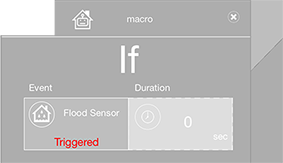 macro
If
Event Duration
Flood Sensor 0
Triggered sec